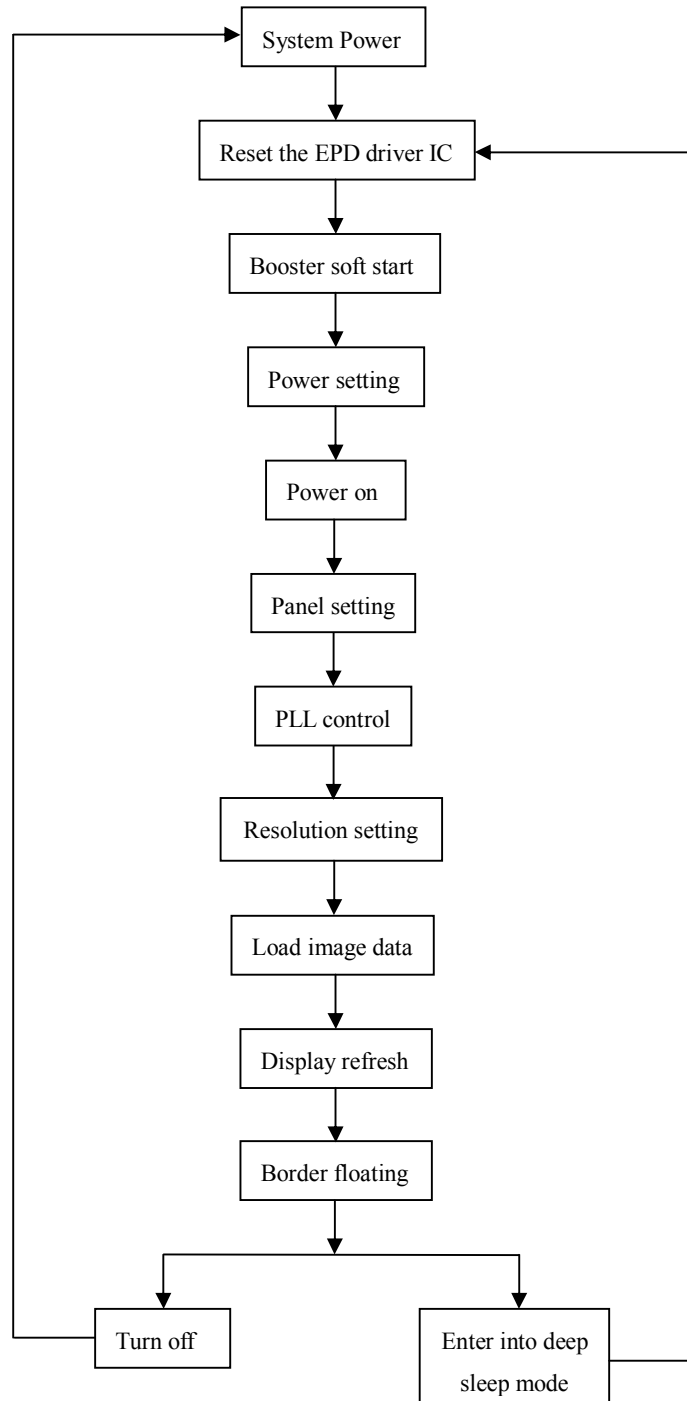 System Power
Reset the EPD driver IC
Booster soft start
Power setting
Power on
Panel setting
PLL control
Resolution setting
Load image data
Display refresh
Border floating
Turn off
Enter into deep
sleep mode